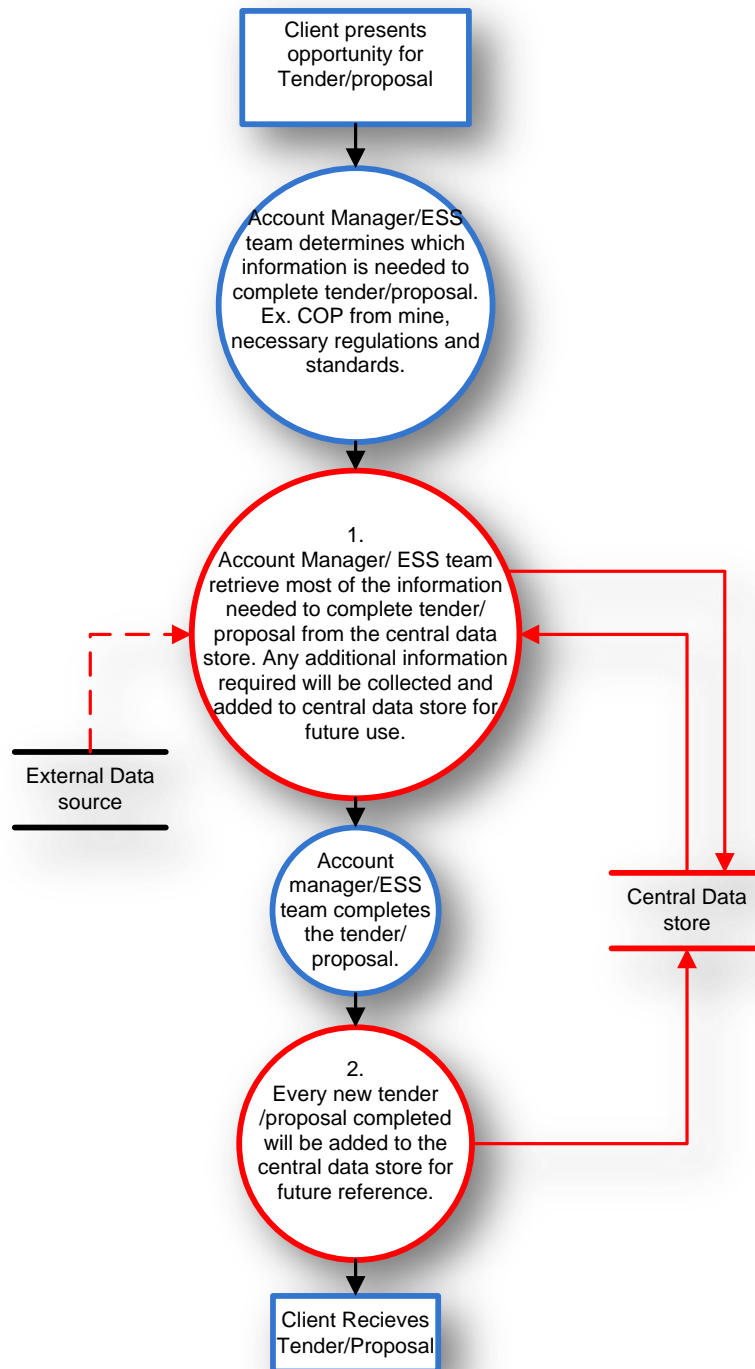 Client presents
opportunity for
Tender/proposal
Account Manager/ESS
team determines which
information is needed to
complete tender/proposal.
Ex. COP from mine,
necessary regulations and
standards.
1.
Account Manager/ ESS team
retrieve most of the information
needed to complete tender/
proposal from the central data
store. Any additional information
required will be collected and
added to central data store for
future use.
External Data
source
Account
manager/ESS
team completes
the tender/
proposal.
Central Data
store
2.
Every new tender
/proposal completed
will be added to the
central data store for
future reference.
Client Recieves
Tender/Proposal